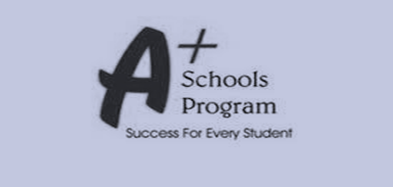 A+
Schools
Program
Success For Every Student